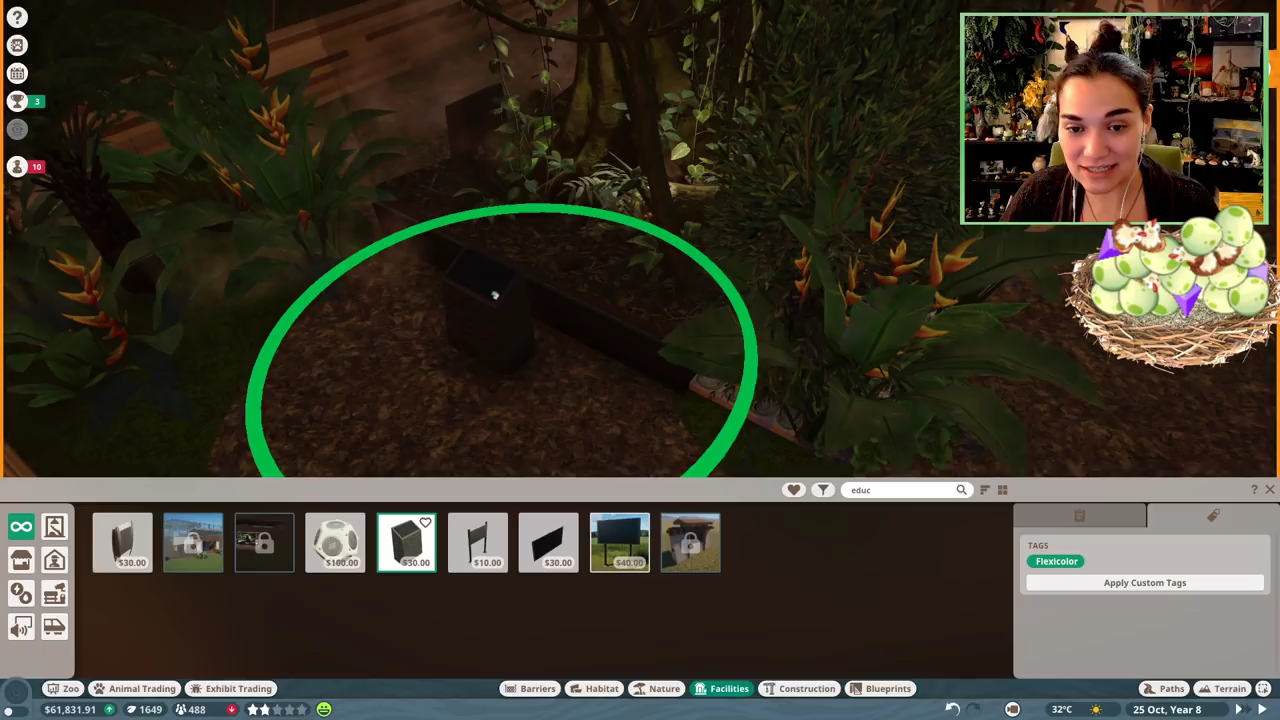 ?
3
10
educ
?
$30.00
$100.00
$30.00
$10.00
$30.00
$40.00
TAGS
Flexicolor
Apply Custom Tags
Zoo
Animal Trading
Exhibit Trading
Barriers
Habitat
Nature
Facilities
Construction
Blueprints
Paths
Terrain
$61,831.91
1649
488
32°C
25 Oct, Year 8